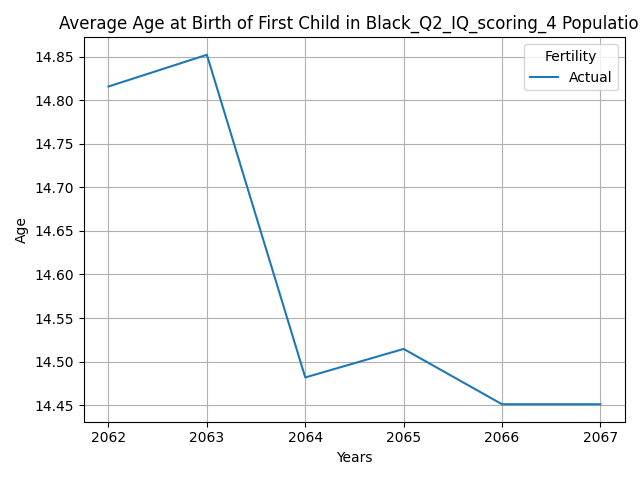 Average Age at Birth of First Child in Black_Q2_IQ_scoring_4 Populatio
Fertility
Actual
14.85
14.80
14.75
14.70
14.65
14.60
14.55
14.50
14.45
Age
2062 2063 2064 2065 2066 2067
Years